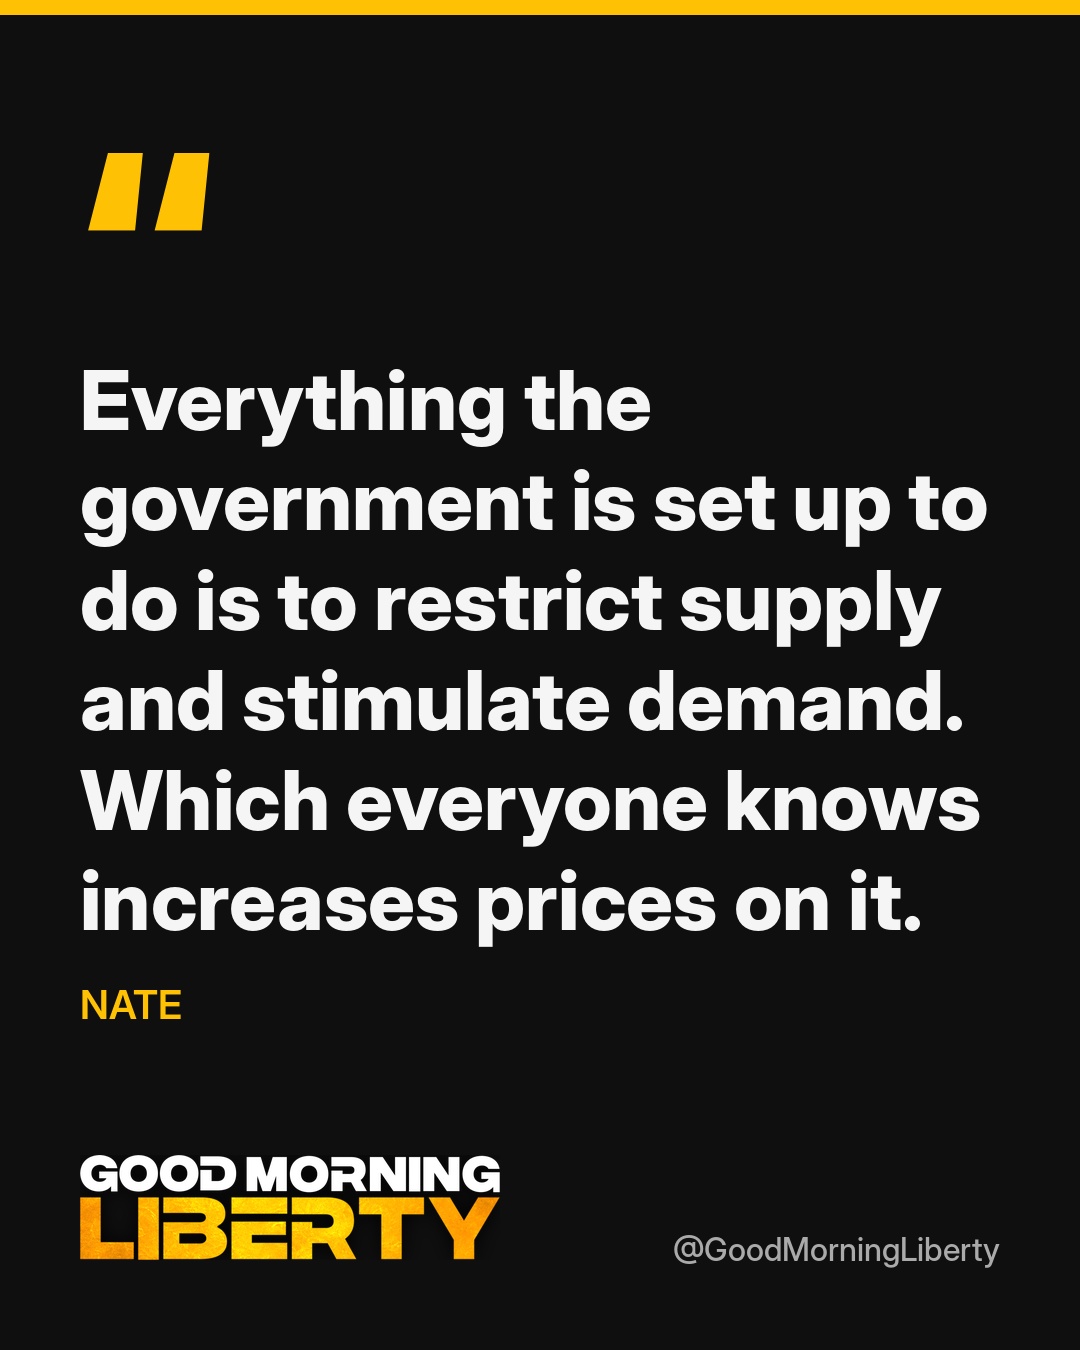 "
Everything the
government is set up to
do is to restrict supply
and stimulate demand.
Which everyone knows
increases prices on it.
NATE
GOOD MORNING
LIBERTY
@GoodMorningLiberty